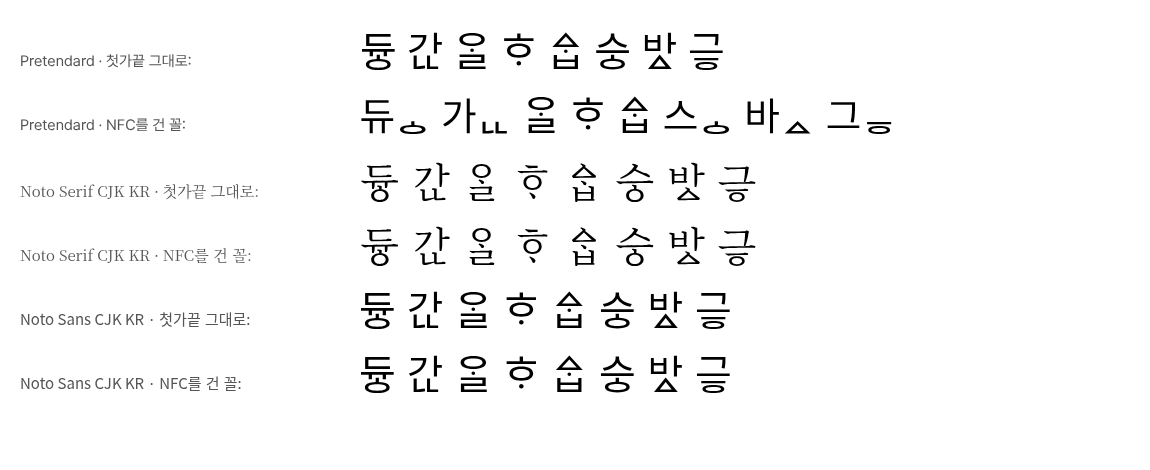 Pretendard · 첫가끝 그대로: 듀ᇰ 가ᇿ ᄋᆞᆯ ᄒᆞ ᅀᆞᆸ 스ᇰ 바ᇫ 그ᇹ
Pretendard · NFC를 건 꼴: 듀ᇰ 가ᇿ ᄋᆞᆯ ᄒᆞ ᅀᆞᆸ 스ᇰ 바ᇫ 그ᇹ
Noto Serif CJK KR · 첫가끝 그대로: 듀ᇰ 가ᇿ ᄋᆞᆯ ᄒᆞ ᅀᆞᆸ 스ᇰ 바ᇫ 그ᇹ
Noto Serif CJK KR · NFC를 건 꼴: 듀ᇰ 가ᇿ ᄋᆞᆯ ᄒᆞ ᅀᆞᆸ 스ᇰ 바ᇫ 그ᇹ
Noto Sans CJK KR · 첫가끝 그대로: 듀ᇰ 가ᇿ ᄋᆞᆯ ᄒᆞ ᅀᆞᆸ 스ᇰ 바ᇫ 그ᇹ
Noto Sans CJK KR · NFC를 건 꼴: 듀ᇰ 가ᇿ ᄋᆞᆯ ᄒᆞ ᅀᆞᆸ 스ᇰ 바ᇫ 그ᇹ